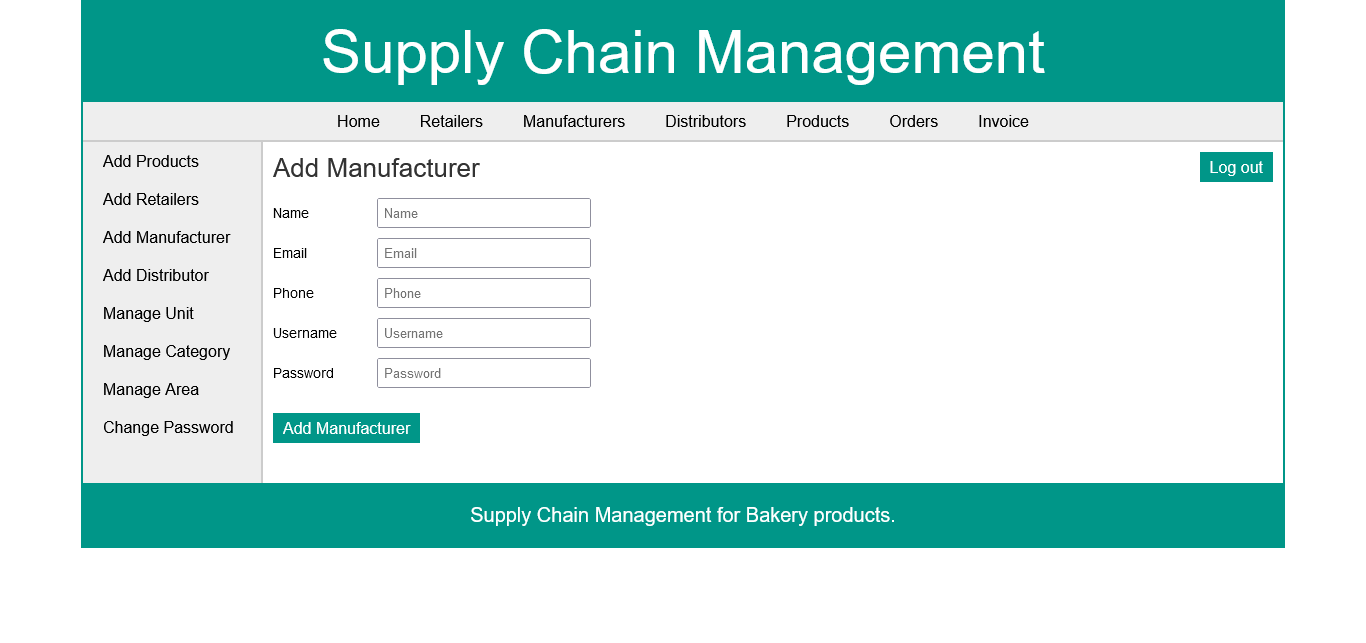 Supply Chain Management
Home Retailers Manufacturers Distributors Products Orders Invoice
Add Products
Add Retailers
Add Manufacturer
Add Distributor
Manage Unit
Manage Category
Manage Area
Change Password
Add Manufacturer
Log out
Name Name
Email Email
Phone Phone
Username Username
Password Password
Add Manufacturer
Supply Chain Management for Bakery products.